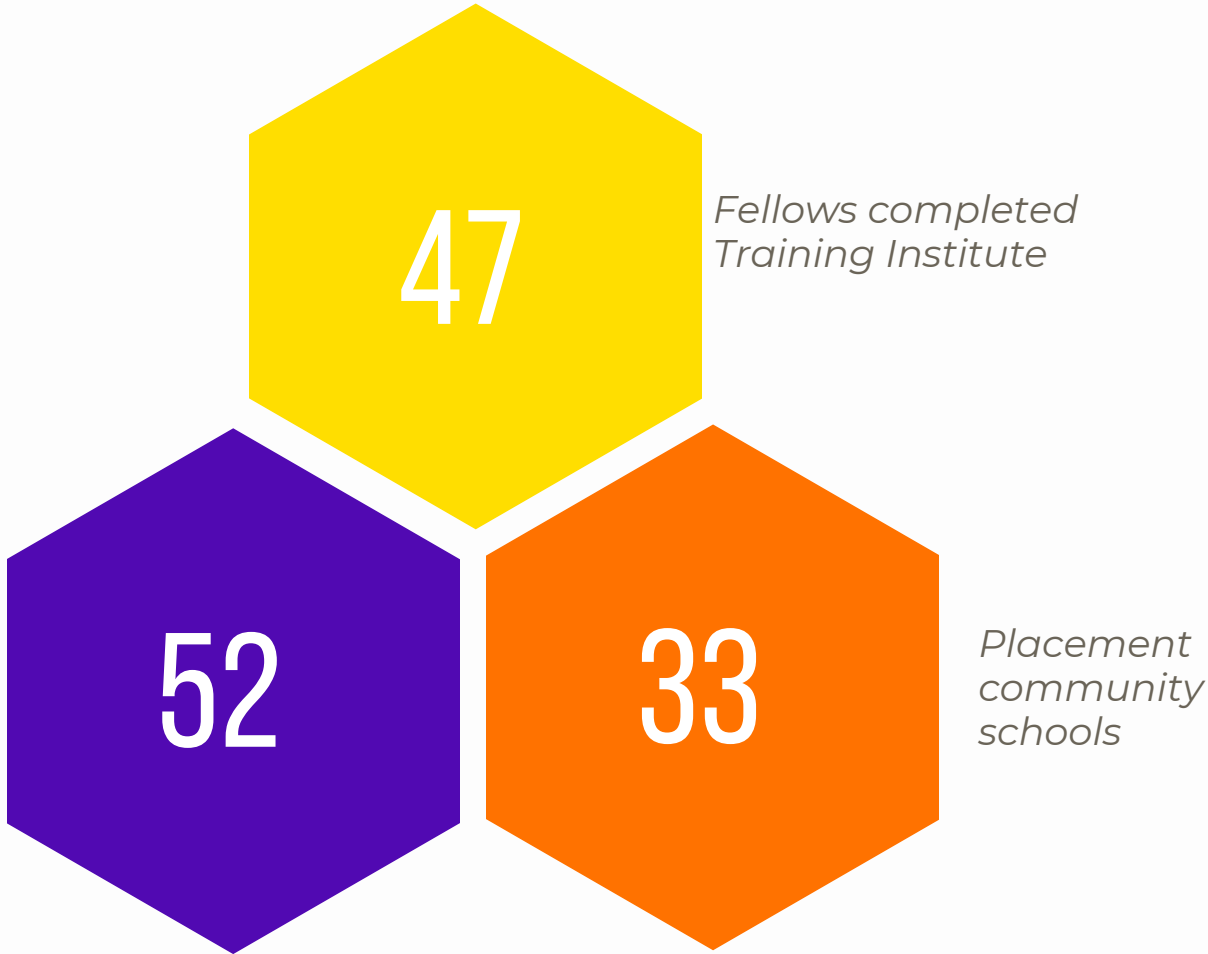 47
Fellows completed
Training Institute
52
33
Placement
community
schools